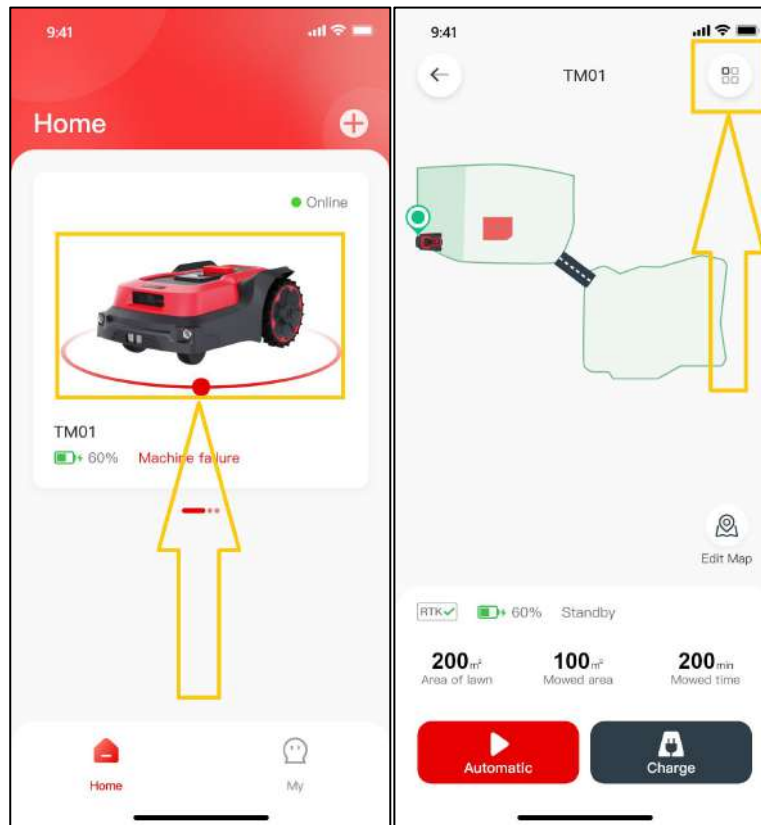 9:41
Home
Online
TM01
60% Machine failure
Home
My
9:41
TM01
Edit Map
RTK 60% Standby
200m² 100m² 200min
Area of lawn Mowed area Mowed time
Automatic
Charge